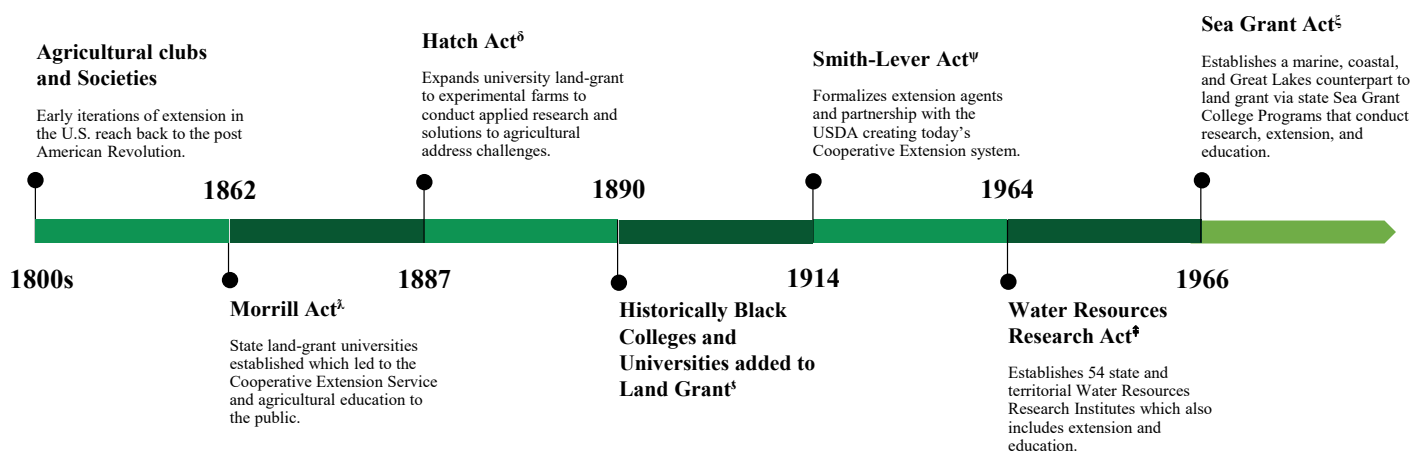 Agricultural clubs
and Societies
Early iterations of extension in
the U.S. reach back to the post
American Revolution.
1800s
1862
Morrill Actᵡ
State land-grant universities
established which led to the
Cooperative Extension Service
and agricultural education to
the public.
Hatch Actᵟ
Expands university land-grant
to experimental farms to
conduct applied research and
solutions to agricultural
address challenges.
1887
1890
Historically Black
Colleges and
Universities added to
Land Grant
Smith-Lever Actᵠ
Formalizes extension agents
and partnership with the
USDA creating today’s
Cooperative Extension system.
1914
1964
Water Resources
Research Act
Establishes 54 state and
territorial Water Resources
Research Institutes which also
includes extension and
education.
Sea Grant Actξ
Establishes a marine, coastal,
and Great Lakes counterpart to
land grant via state Sea Grant
College Programs that conduct
research, extension, and
education.
1966